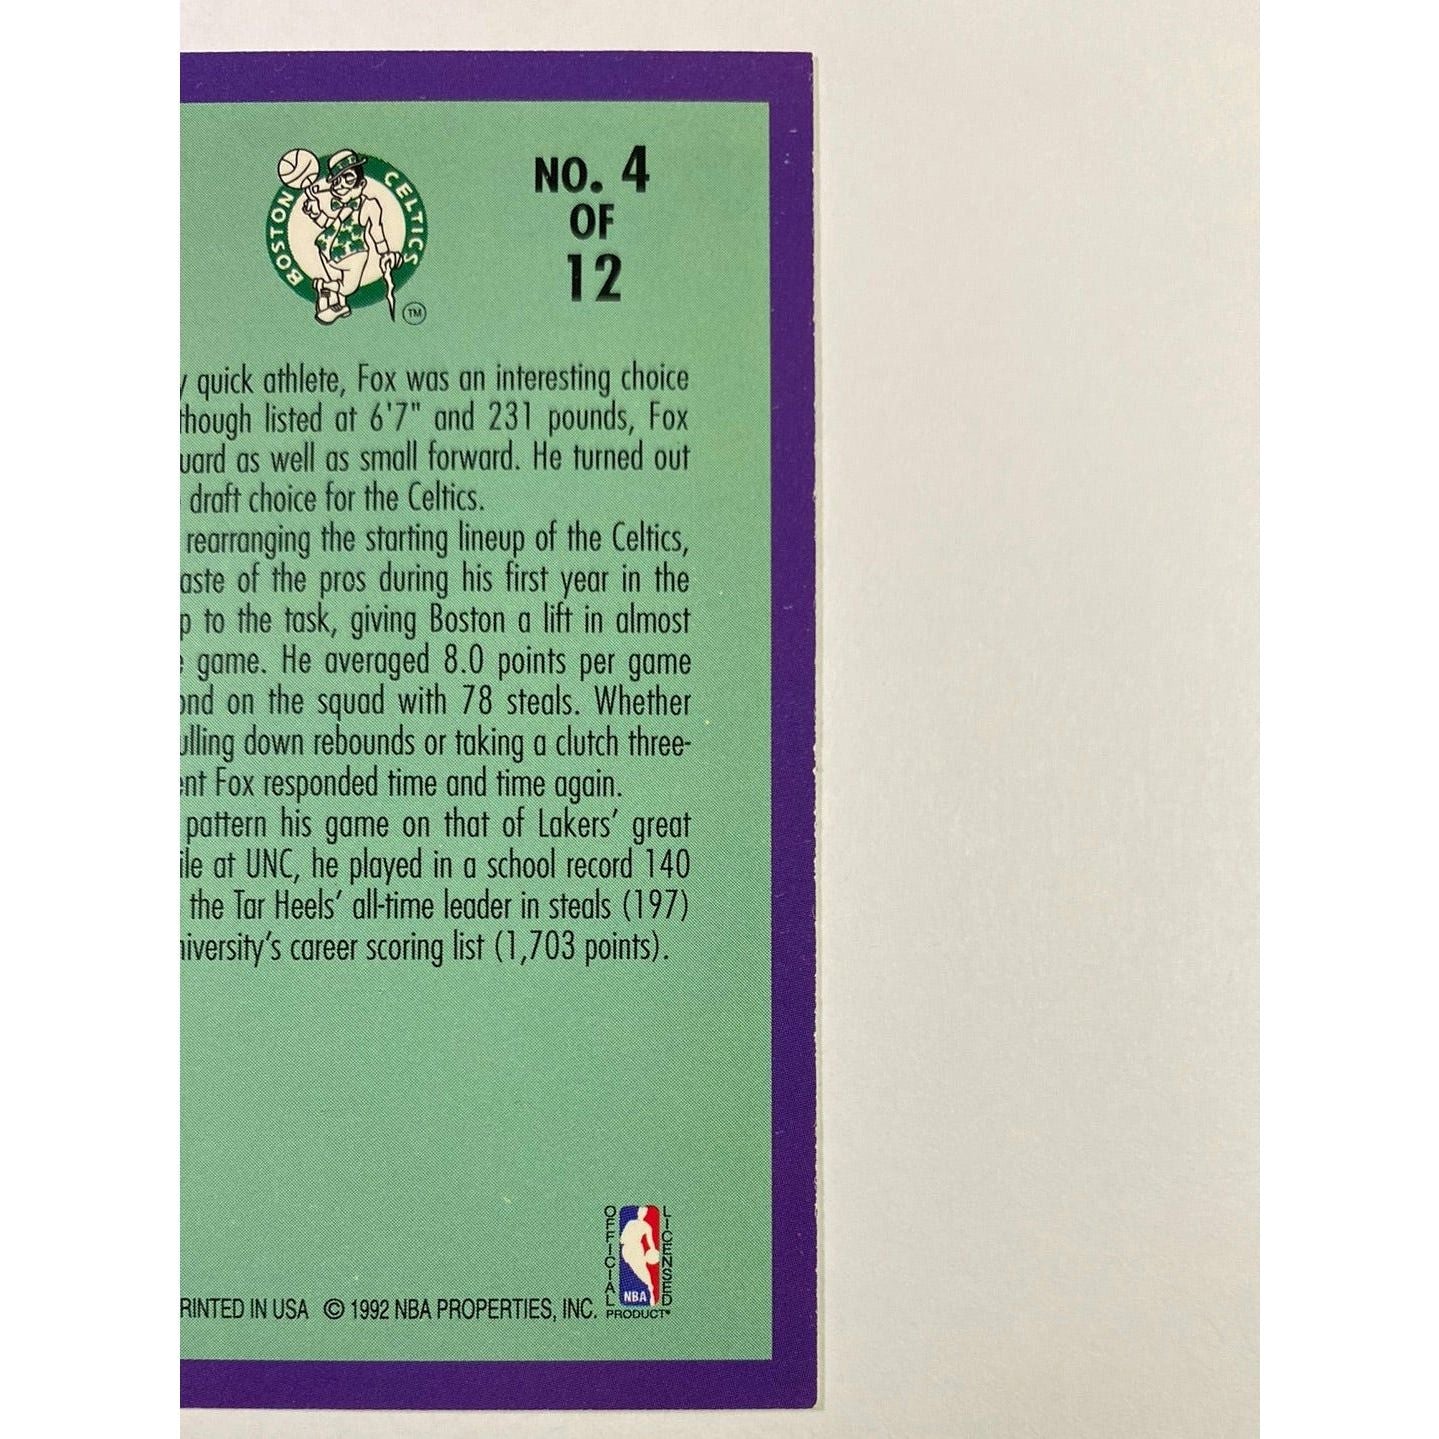 BOSTON CELTICS
TM
NO. 4
OF
12
quick athlete, Fox was an interesting choice
though listed at 6'7" and 231 pounds, Fox
uard as well as small forward. He turned out
draft choice for the Celtics.
rearranging the starting lineup of the Celtics,
aste of the pros during his first year in the
p to the task, giving Boston a lift in almost
game. He averaged 8.0 points per game
ond on the squad with 78 steals. Whether
ulling down rebounds or taking a clutch three-
ent Fox responded time and time again.
pattern his game on that of Lakers' great
ile at UNC, he played in a school record 140
the Tar Heels' all-time leader in steals (197)
niversity's career scoring list (1,703 points).
OFFICIAL LICENSED
NBA
PRODUCT
RINTED IN USA © 1992 NBA PROPERTIES, INC.